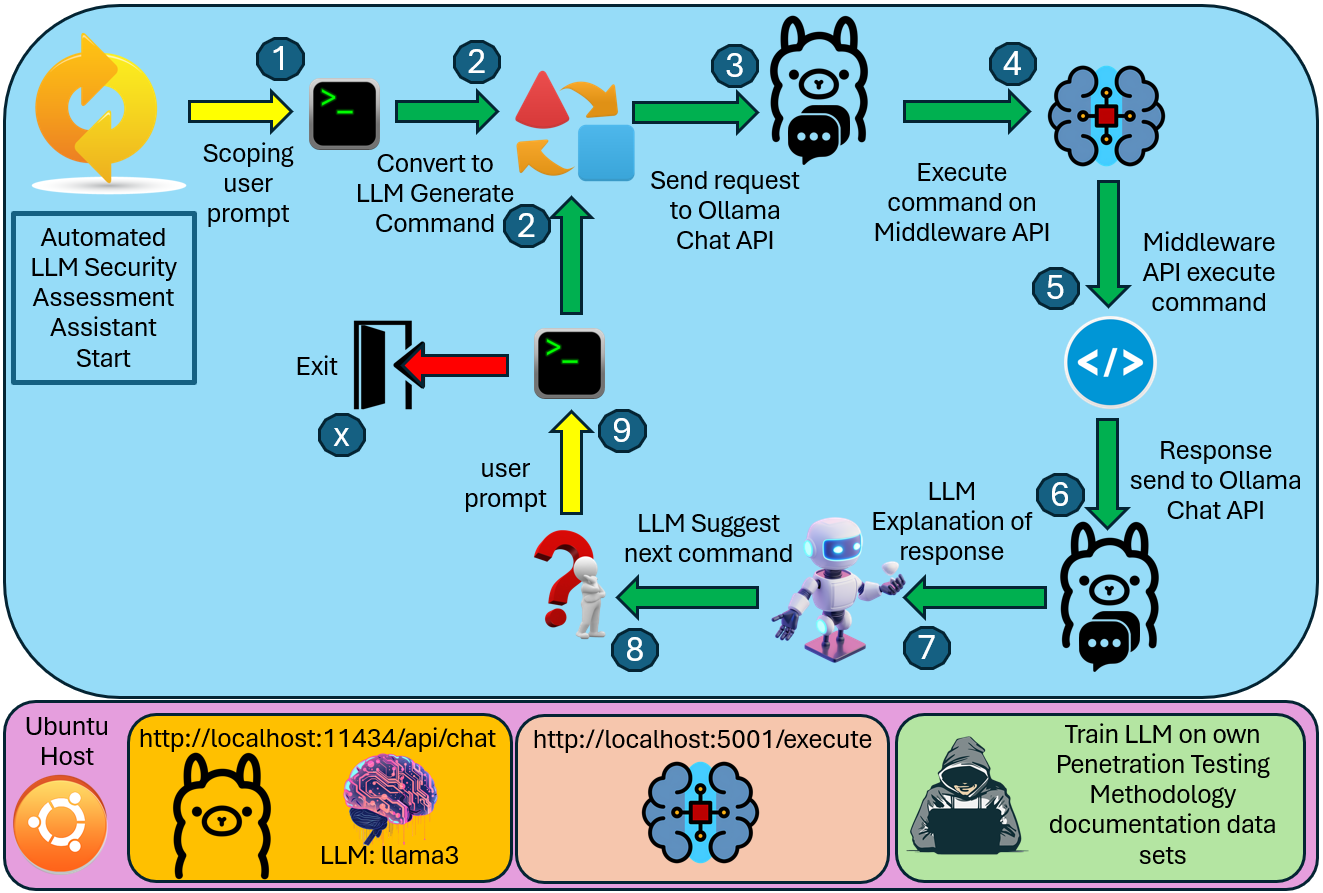 1
2
3
4
>_
Scoping
user
prompt
Convert to
LLM Generate
Command
2
Send request
to Ollama
Chat API
Execute
command on
Middleware API
Automated
LLM Security
Assessment
Assistant
Start
Middleware
API execute
command
5
</>
Exit
x
>_
9
user
prompt
Response
send to Ollama
Chat API
6
LLM
Explanation of
response
7
LLM Suggest
next command
?
8
Ubuntu
Host
http://localhost:11434/api/chat
LLM: llama3
http://localhost:5001/execute
Train LLM on own
Penetration Testing
Methodology
documentation data
sets